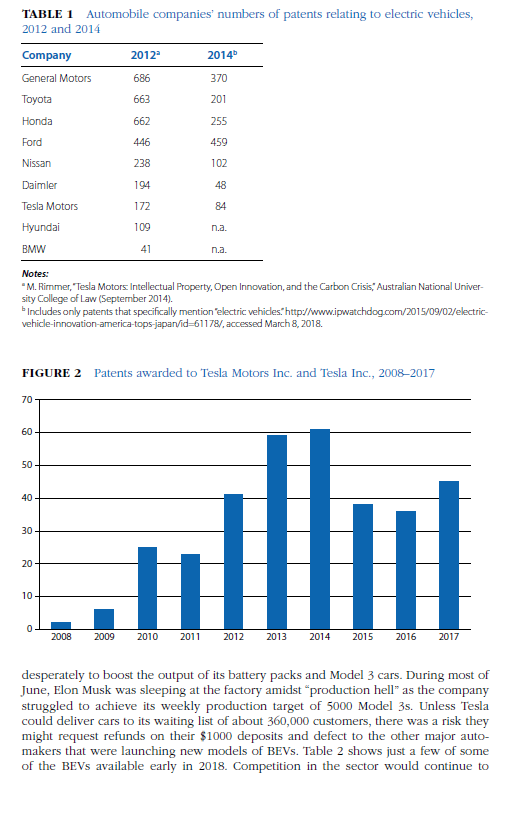 TABLE 1 Automobile companies’ numbers of patents relating to electric vehicles,
2012 and 2014
Company 2012ᵃ 2014ᵇ
General Motors 686 370
Toyota 663 201
Honda 662 255
Ford 446 459
Nissan 238 102
Daimler 194 48
Tesla Motors 172 84
Hyundai 109 n.a.
BMW 41 n.a.
Notes:
ᵃ M. Rimmer, “Tesla Motors: Intellectual Property, Open Innovation, and the Carbon Crisis,” Australian National Univer-
sity College of Law (September 2014).
ᵇ Includes only patents that specifically mention “electric vehicles.” http://www.ipwatchdog.com/2015/09/02/electric-
vehicle-innovation-america-tops-japan/id=61178/, accessed March 8, 2018.
FIGURE 2 Patents awarded to Tesla Motors Inc. and Tesla Inc., 2008–2017
70
60
50
40
30
20
10
0
2008 2009 2010 2011 2012 2013 2014 2015 2016 2017
desperately to boost the output of its battery packs and Model 3 cars. During most of
June, Elon Musk was sleeping at the factory amidst “production hell” as the company
struggled to achieve its weekly production target of 5000 Model 3s. Unless Tesla
could deliver cars to its waiting list of about 360,000 customers, there was a risk they
might request refunds on their $1000 deposits and defect to the other major auto-
makers that were launching new models of BEVs. Table 2 shows just a few of some
of the BEVs available early in 2018. Competition in the sector would continue to